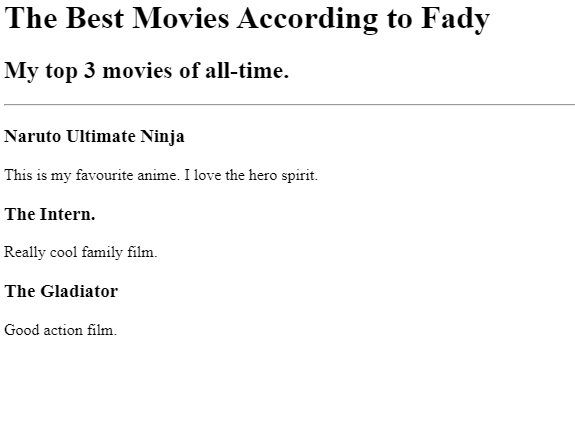 The Best Movies According to Fady
My top 3 movies of all-time.
Naruto Ultimate Ninja
This is my favourite anime. I love the hero spirit.
The Intern.
Really cool family film.
The Gladiator
Good action film.